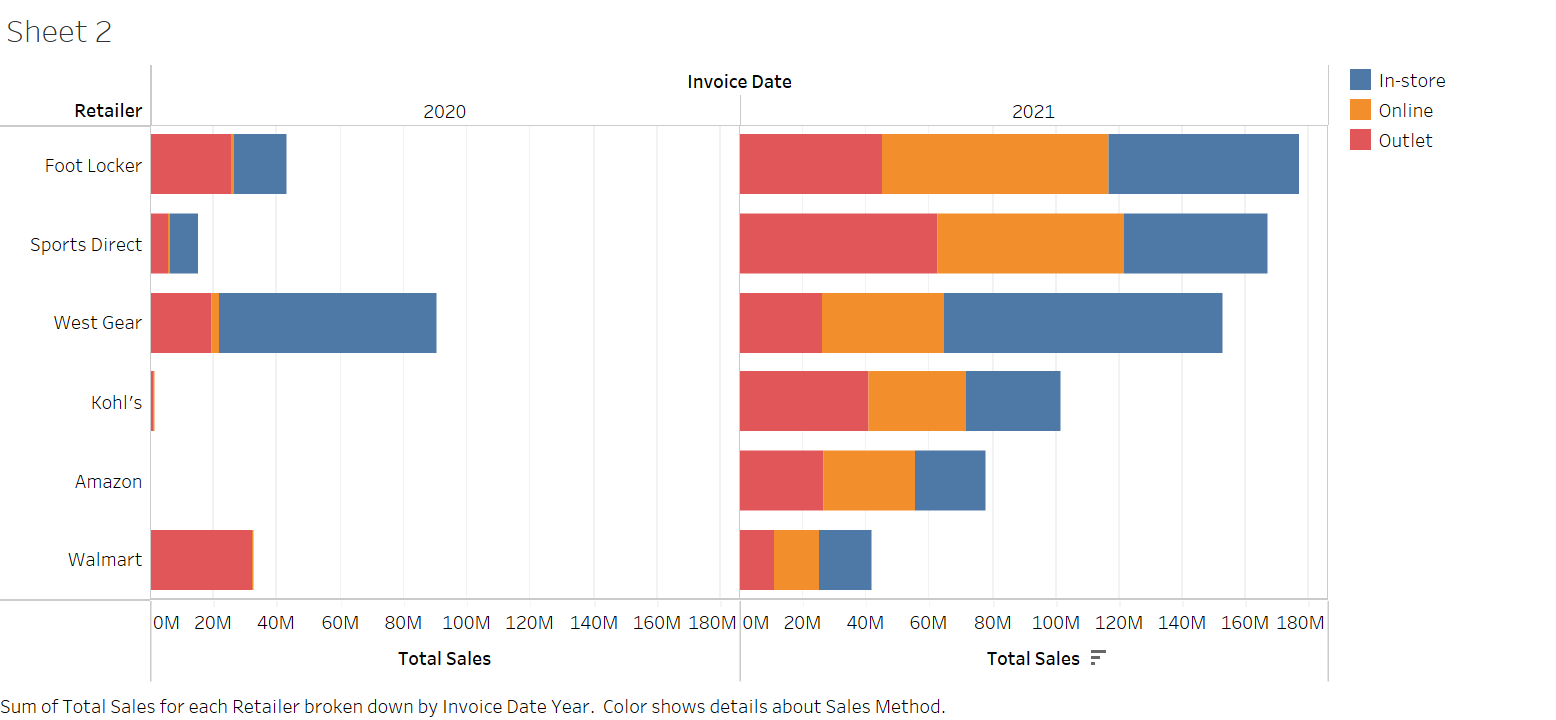 Sheet 2
Invoice Date
Retailer 2020 2021
In-store
Online
Outlet
Foot Locker
Sports Direct
West Gear
Kohl's
Amazon
Walmart
0M 20M 40M 60M 80M 100M 120M 140M 160M 180M 0M 20M 40M 60M 80M 100M 120M 140M 160M 180M
Total Sales Total Sales
Sum of Total Sales for each Retailer broken down by Invoice Date Year. Color shows details about Sales Method.